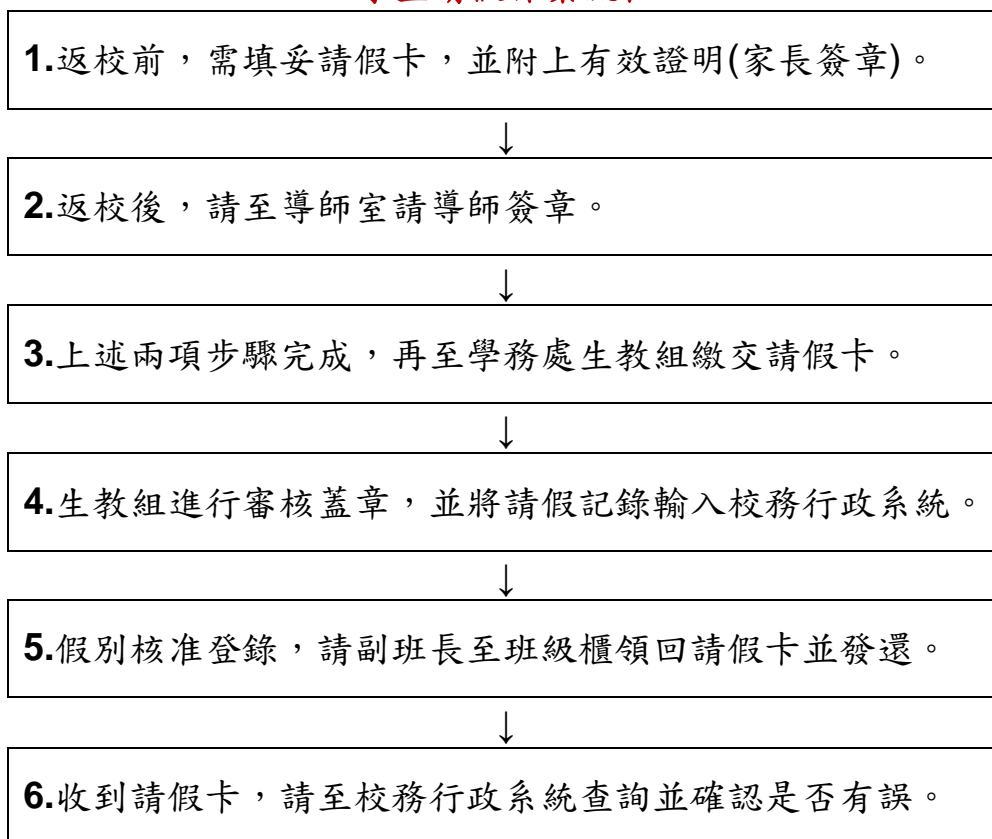 1.返校前，需填妥請假卡，並附上有效證明(家長簽章)。
↓
2.返校後，請至導師室請導師簽章。
↓
3.上述兩項步驟完成，再至學務處生教組繳交請假卡。
↓
4.生教組進行審核蓋章，並將請假記錄輸入校務行政系統。
↓
5.假別核准登錄，請副班長至班級櫃領回請假卡並發還。
↓
6.收到請假卡，請至校務行政系統查詢並確認是否有誤。